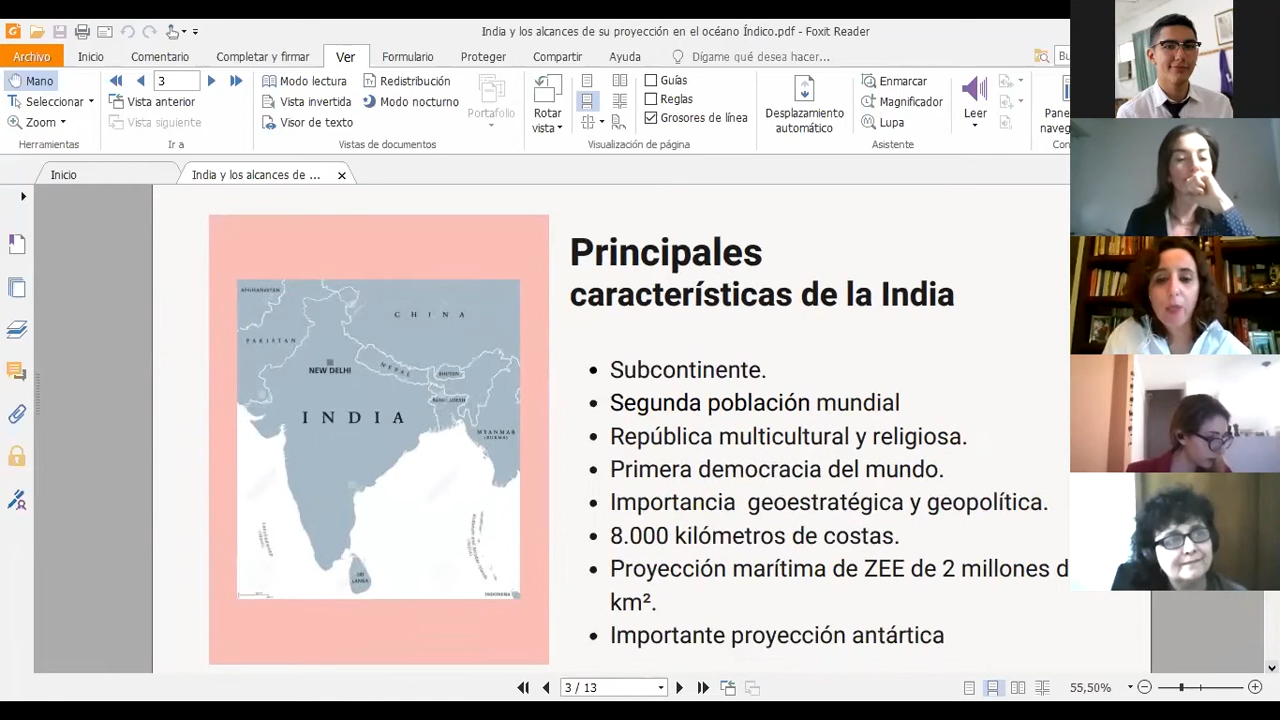 India y los alcances de su proyección en el océano Índico.pdf - Foxit Reader
Archivo Inicio Comentario Completar y firmar Ver Formulario Proteger Compartir Ayuda Dígame qué desea hacer...
Mano
Seleccionar
Zoom
Herramientas
3
Vista anterior
Vista siguiente
Ir a
Modo lectura
Vista invertida
Visor de texto
Redistribución
Modo nocturno
Portafolio
Vistas de documentos
Rotar
vista
Guías
Reglas
Grosores de línea
Visualización de página
Desplazamiento
automático
Enmarcar
Magnificador
Lupa
Asistente
Leer
Inicio
India y los alcances de ...
AFGHANISTAN
CHINA
PAKISTAN
NEW DELHI
NEPAL
BHUTAN
BANGLADESH
INDIA
MYANMAR
(BURMA)
SRI
LANKA
INDONESIA
Principales
características de la India
• Subcontinente.
• Segunda población mundial
• República multicultural y religiosa.
• Primera democracia del mundo.
• Importancia geoestratégica y geopolítica.
• 8.000 kilómetros de costas.
• Proyección marítima de ZEE de 2 millones d
km².
• Importante proyección antártica
3 / 13
55,50%